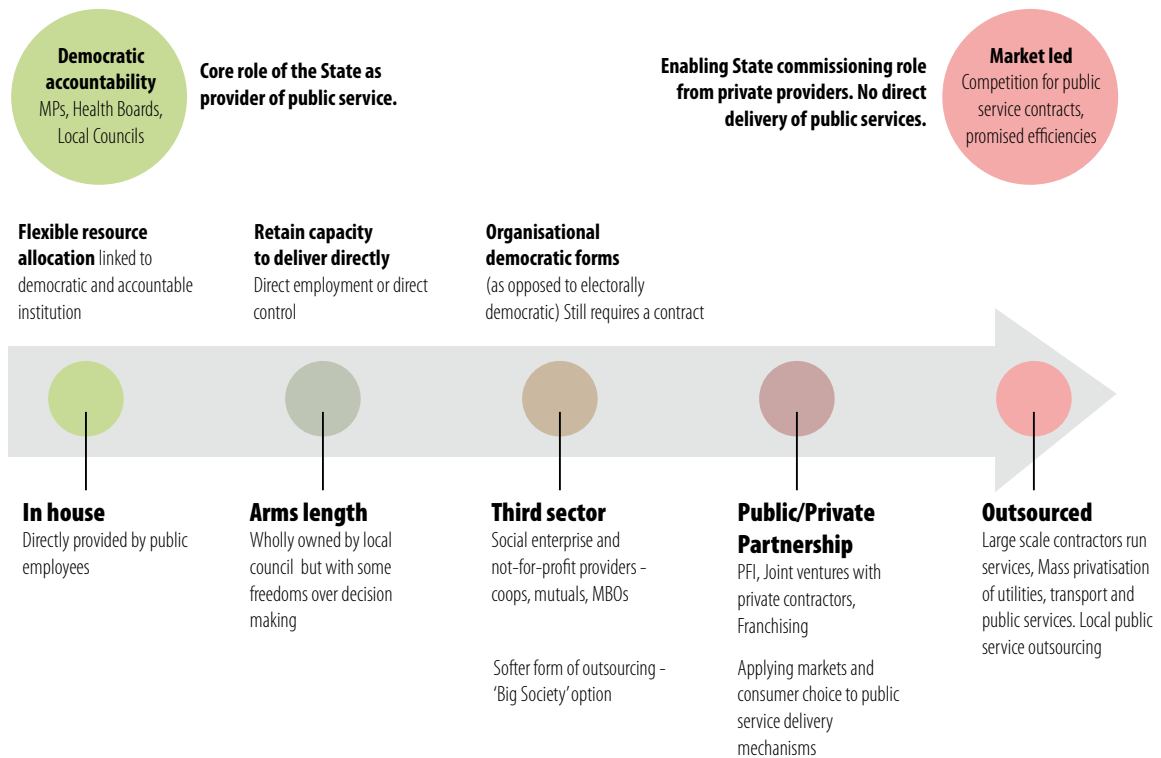 Democratic
accountability
MPs, Health Boards,
Local Councils
Core role of the State as
provider of public service.
Enabling State commissioning role
from private providers. No direct
delivery of public services.
Market led
Competition for public
service contracts,
promised efficiencies
Flexible resource
allocation linked to
democratic and accountable
institution
Retain capacity
to deliver directly
Direct employment or direct
control
Organisational
democratic forms
(as opposed to electorally
democratic) Still requires a contract
In house
Directly provided by public
employees
Arms length
Wholly owned by local
council but with some
freedoms over decision
making
Third sector
Social enterprise and
not-for-profit providers -
coops, mutuals, MBOs
Softer form of outsourcing -
‘Big Society’ option
Public/Private
Partnership
PFI, Joint ventures with
private contractors,
Franchising
Applying markets and
consumer choice to public
service delivery
mechanisms
Outsourced
Large scale contractors run
services, Mass privatisation
of utilities, transport and
public services. Local public
service outsourcing